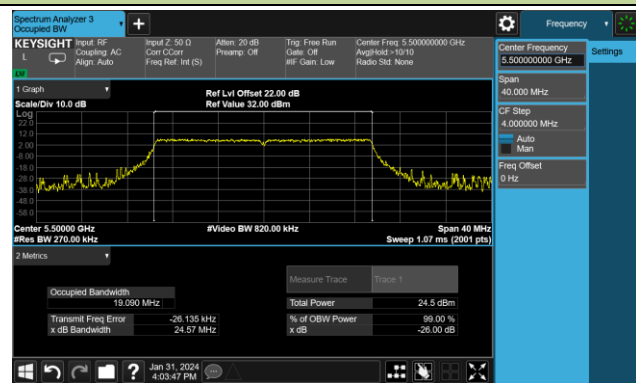 Spectrum Analyzer 3
Occupied BW
+
Frequency
KEYSIGHT
Input: RF
Coupling: AC
Align: Auto
Input Z: 50 Ω
Corr CCorr
Freq Ref: Int (S)
Atten: 20 dB
Preamp: Off
Trig: Free Run
Gate: Off
#IF Gain: Low
Center Freq: 5.500000000 GHz
Avg|Hold:>10/10
Radio Std: None
L
Center Frequency
5.500000000 GHz
Settings
Span
40.000 MHz
CF Step
4.000000 MHz
Auto
Man
Freq Offset
0 Hz
1 Graph
Scale/Div 10.0 dB
Ref Lvl Offset 22.00 dB
Ref Value 32.00 dBm
Log
22.0
12.0
2.00
-8.00
-18.0
-28.0
-38.0
-48.0
-58.0
Center 5.50000 GHz
#Res BW 270.00 kHz
#Video BW 820.00 kHz
Span 40 MHz
Sweep 1.07 ms (2001 pts)
2 Metrics
Measure Trace
Trace 1
Occupied Bandwidth
19.090 MHz
Total Power
24.5 dBm
Transmit Freq Error
-26.135 kHz
% of OBW Power
99.00 %
x dB Bandwidth
24.57 MHz
x dB
-26.00 dB
?
Jan 31, 2024
4:03:47 PM